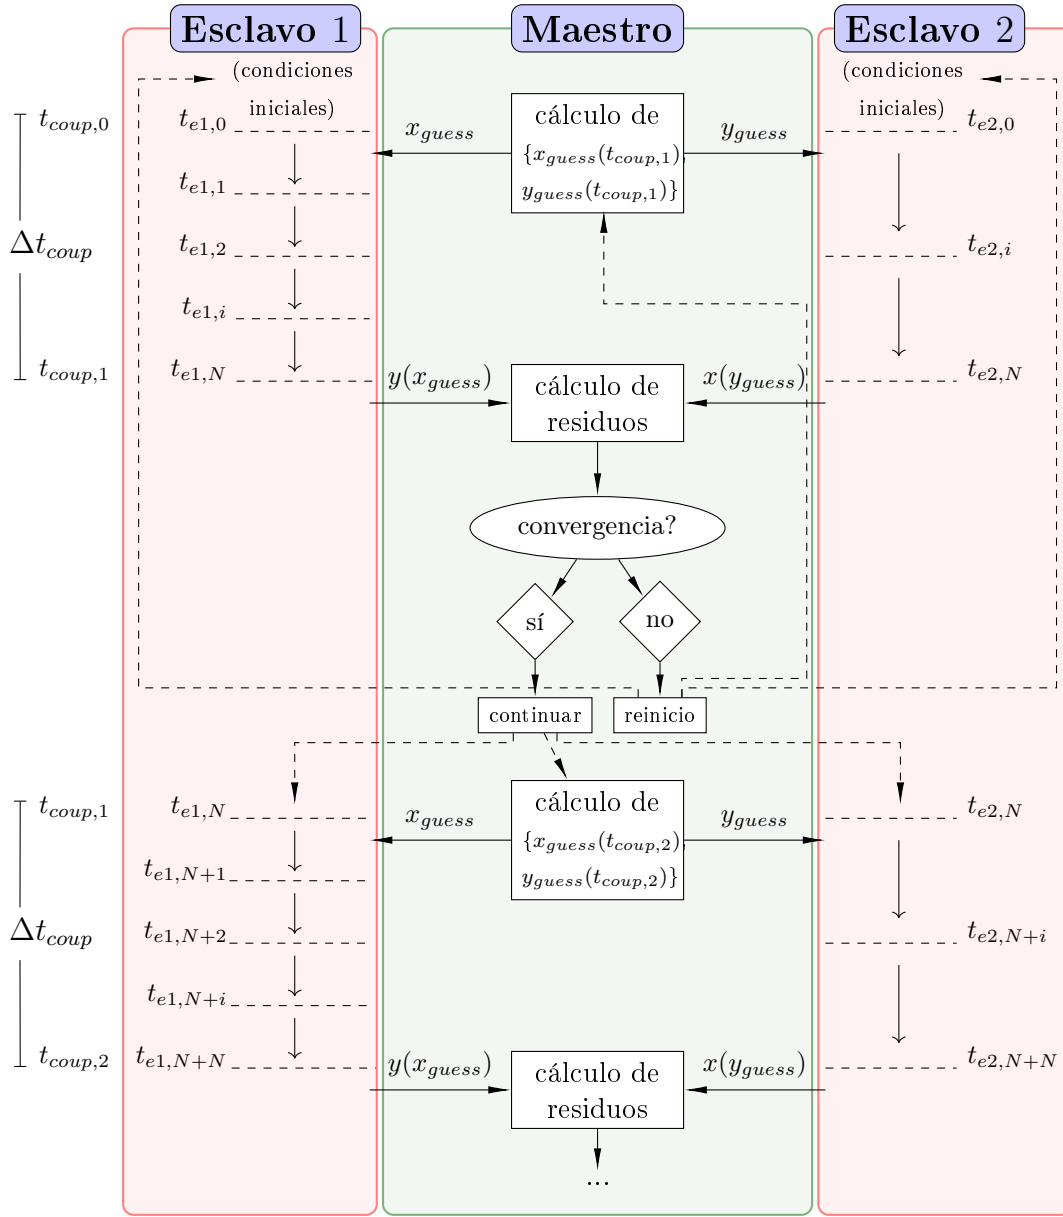 Esclavo 1
Maestro
Esclavo 2
(condiciones
iniciales)
(condiciones
iniciales)
t_{coup,0}
t_{e1,0}
x_{guess}
cálculo de
{x_{guess}(t_{coup,1}),
y_{guess}(t_{coup,1})}
y_{guess}
t_{e2,0}
t_{e1,1}
Δt_{coup}
t_{e1,2}
t_{e2,i}
t_{e1,i}
t_{coup,1}
t_{e1,N}
y(x_{guess})
cálculo de
residuos
x(y_{guess})
t_{e2,N}
convergencia?
sí
no
continuar
reinicio
t_{coup,1}
t_{e1,N}
x_{guess}
cálculo de
{x_{guess}(t_{coup,2}),
y_{guess}(t_{coup,2})}
y_{guess}
t_{e2,N}
t_{e1,N+1}
Δt_{coup}
t_{e1,N+2}
t_{e2,N+i}
t_{e1,N+i}
t_{coup,2}
t_{e1,N+N}
y(x_{guess})
cálculo de
residuos
x(y_{guess})
t_{e2,N+N}
...